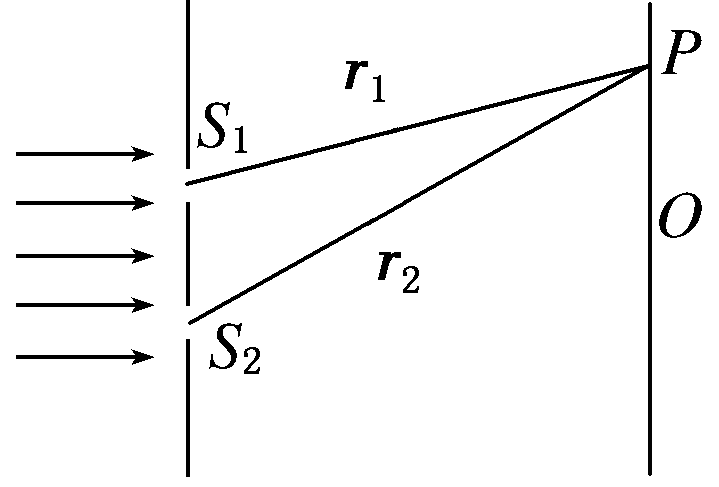 P
r₁
S₁
O
r₂
S₂